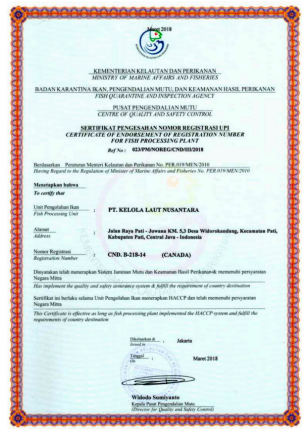 Maret 2018
KEMENTERIAN KELAUTAN DAN PERIKANAN
MINISTRY OF MARINE AFFAIRS AND FISHERIES
BADAN KARANTINA IKAN, PENGENDALIAN MUTU, DAN KEAMANAN HASIL PERIKANAN
FISH QUARANTINE AND INSPECTION AGENCY
PUSAT PENGENDALIAN MUTU
CENTRE OF QUALITY AND SAFETY CONTROL
SERTIFIKAT PENGESAHAN NOMOR REGISTRASI UPI
CERTIFICATE OF ENDORSEMENT OF REGISTRATION NUMBER
FOR FISH PROCESSING PLANT
Ref No : 023/PM/NOREG/CND/III/2018
Berdasarkan Peraturan Menteri Kelautan dan Perikanan No. PER.019/MEN/2010
Having Regard to the Regulation of Minister of Marine Affairs and Fisheries No. PER.019/MEN/2010
Menetapkan bahwa
To certify that
Unit Pengolahan Ikan : PT. KELOLA LAUT NUSANTARA
Fish Processing Unit
Alamat : Jalan Raya Pati - Juwana KM. 5,3 Desa Widorokandang, Kecamatan Pati,
Address Kabupaten Pati, Central Java - Indonesia
Nomor Registrasi : CND. B-218-14 (CANADA)
Registration Number
Dinyatakan telah menerapkan Sistem Jaminan Mutu dan Keamanan Hasil Perikanan & memenuhi persyaratan
Negara Mitra
Has implement the quality and safety assurance system & fulfill the requirement of country destination
Sertifikat ini berlaku selama Unit Pengolahan Ikan menerapkan HACCP dan telah memenuhi persyaratan
Negara Mitra
This Certificate is effective as long as fish processing plant implemented the HACCP system and fulfill the
requirements of country destination
Dikeluarkan di : Jakarta
Issued in
Tanggal : Maret 2018
On
Widodo Sumiyanto
Kepala Pusat Pengendalian Mutu
(Director for Quality and Safety Control)